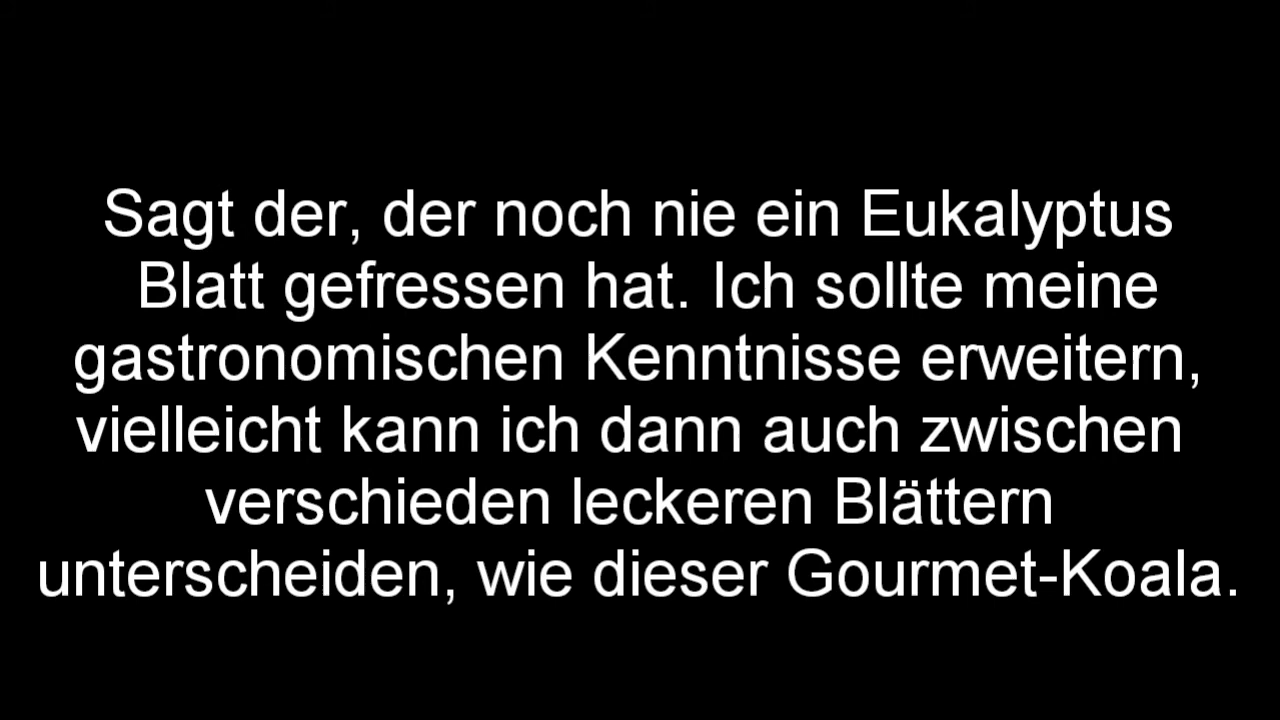 Sagt der, der noch nie ein Eukalyptus
Blatt gefressen hat. Ich sollte meine
gastronomischen Kenntnisse erweitern,
vielleicht kann ich dann auch zwischen
verschieden leckeren Blättern
unterscheiden, wie dieser Gourmet-Koala.